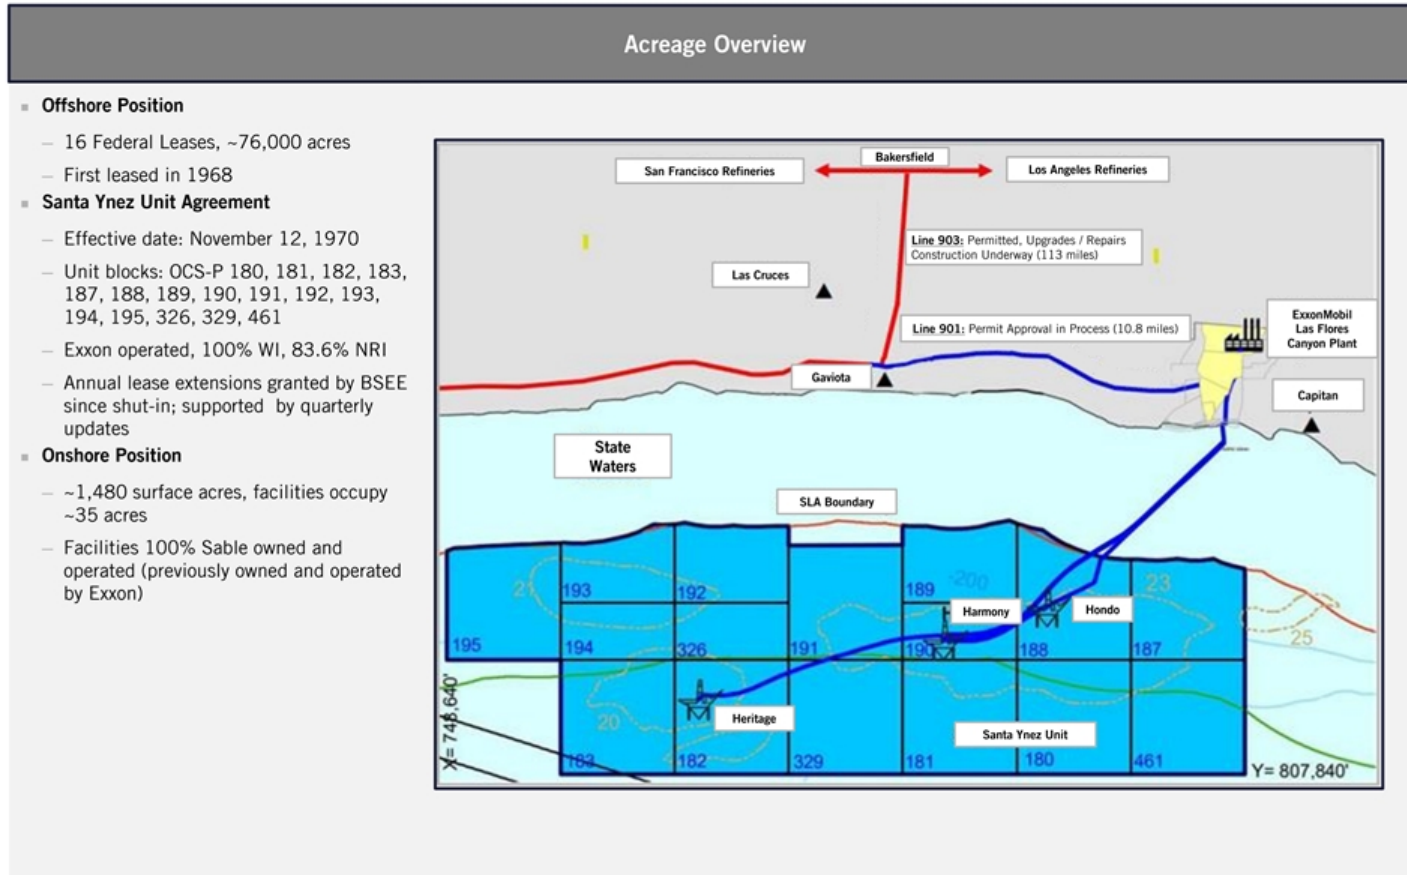 Acreage Overview
Offshore Position
16 Federal Leases, ~76,000 acres
First leased in 1968
Santa Ynez Unit Agreement
Effective date: November 12, 1970
Unit blocks: OCS-P 180, 181, 182, 183,
187, 188, 189, 190, 191, 192, 193,
194, 195, 326, 329, 461
Exxon operated, 100% WI, 83.6% NRI
Annual lease extensions granted by BSEE
since shut-in; supported by quarterly
updates
Onshore Position
~1,480 surface acres, facilities occupy
~35 acres
Facilities 100% Sable owned and
operated (previously owned and operated
by Exxon)
Bakersfield
San Francisco Refineries
Los Angeles Refineries
Line 903: Permitted, Upgrades / Repairs
Construction Underway (113 miles)
Las Cruces
Line 901: Permit Approval in Process (10.8 miles)
ExxonMobil
Las Flores
Canyon Plant
Gaviota
Capitan
State
Waters
SLA Boundary
21
193
192
189
-200
23
Harmony
Hondo
25
195
194
326
191
190
188
187
X= 748,640'
20
Heritage
Santa Ynez Unit
183
182
329
181
180
461
Y= 807,840'